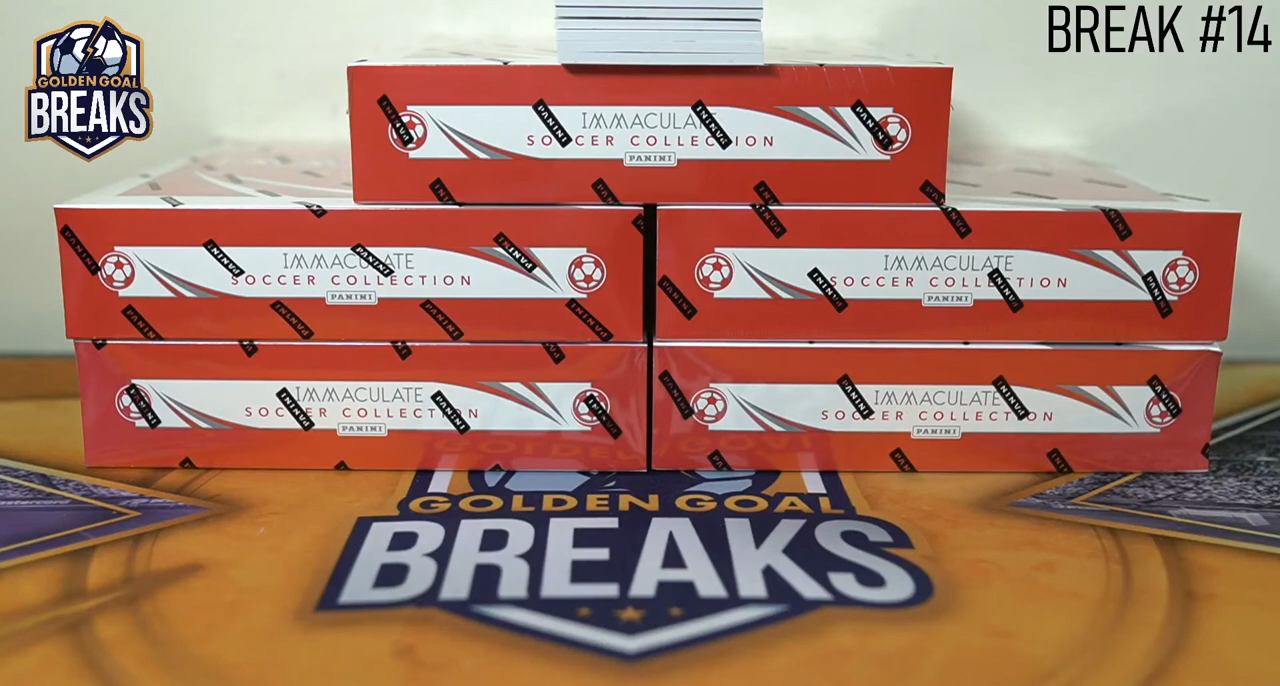 BREAK #14
GOLDEN GOAL
BREAKS
IMMACULATE
SOCCER COLLECTION
PANINI
IMMACULATE
SOCCER COLLECTION
PANINI
IMMACULATE
SOCCER COLLECTION
PANINI
IMMACULATE
SOCCER COLLECTION
PANINI
IMMACULATE
SOCCER COLLECTION
PANINI
GOLDEN GOAL
BREAKS